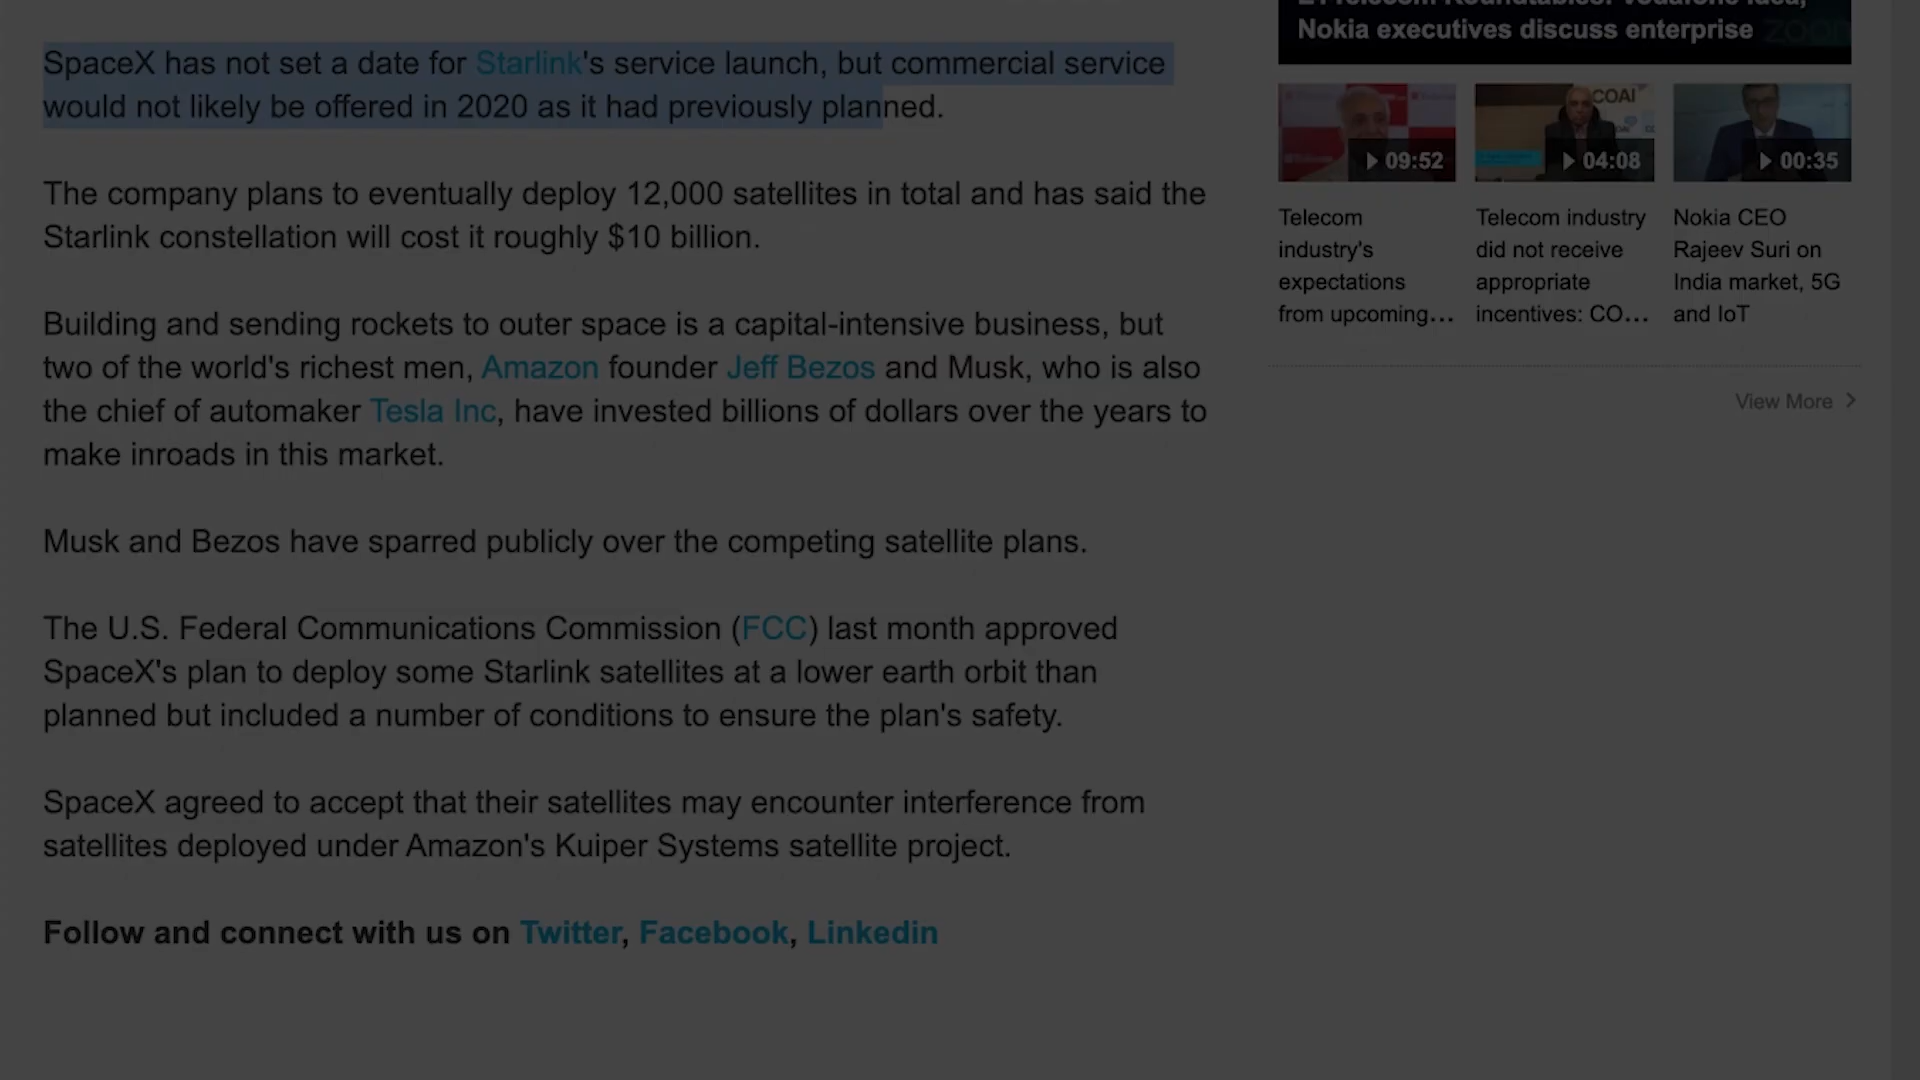 SpaceX has not set a date for Starlink's service launch, but commercial service
would not likely be offered in 2020 as it had previously planned.
The company plans to eventually deploy 12,000 satellites in total and has said the
Starlink constellation will cost it roughly $10 billion.
Building and sending rockets to outer space is a capital-intensive business, but
two of the world's richest men, Amazon founder Jeff Bezos and Musk, who is also
the chief of automaker Tesla Inc, have invested billions of dollars over the years to
make inroads in this market.
Musk and Bezos have sparred publicly over the competing satellite plans.
The U.S. Federal Communications Commission (FCC) last month approved
SpaceX's plan to deploy some Starlink satellites at a lower earth orbit than
planned but included a number of conditions to ensure the plan's safety.
SpaceX agreed to accept that their satellites may encounter interference from
satellites deployed under Amazon's Kuiper Systems satellite project.
Follow and connect with us on Twitter, Facebook, Linkedin
Nokia executives discuss enterprise
zoom
COAI
09:52
04:08
00:35
Telecom
industry's
expectations
from upcoming...
Telecom industry
did not receive
appropriate
incentives: CO...
Nokia CEO
Rajeev Suri on
India market, 5G
and IoT
View More